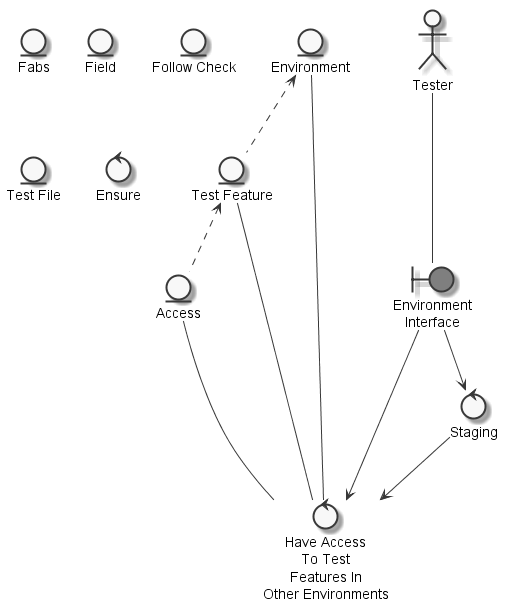 Fabs
Field
Follow Check
Environment
Tester
Test File
Ensure
Test Feature
Access
Environment
Interface
Staging
Have Access
To Test
Features In
Other Environments